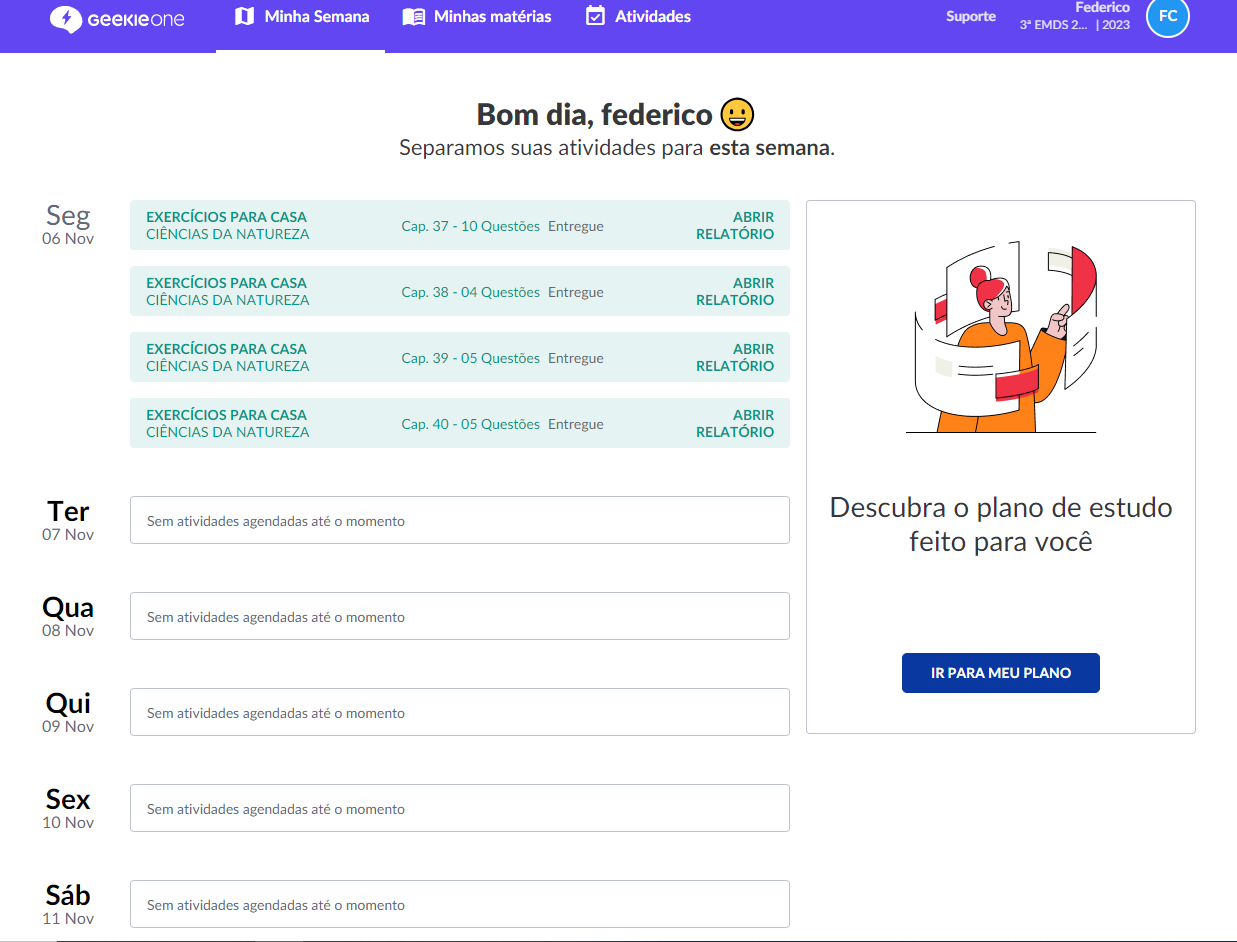 GEEKIEONE
Minha Semana
Minhas matérias
Atividades
Suporte
Federico
3ª EMDS 2... | 2023
FC
Bom dia, federico
Separamos suas atividades para esta semana.
Seg
06 Nov
EXERCÍCIOS PARA CASA
CIÊNCIAS DA NATUREZA
Cap. 37 - 10 Questões Entregue
ABRIR
RELATÓRIO
EXERCÍCIOS PARA CASA
CIÊNCIAS DA NATUREZA
Cap. 38 - 04 Questões Entregue
ABRIR
RELATÓRIO
EXERCÍCIOS PARA CASA
CIÊNCIAS DA NATUREZA
Cap. 39 - 05 Questões Entregue
ABRIR
RELATÓRIO
EXERCÍCIOS PARA CASA
CIÊNCIAS DA NATUREZA
Cap. 40 - 05 Questões Entregue
ABRIR
RELATÓRIO
Ter
07 Nov
Sem atividades agendadas até o momento
Qua
08 Nov
Sem atividades agendadas até o momento
Qui
09 Nov
Sem atividades agendadas até o momento
Sex
10 Nov
Sem atividades agendadas até o momento
Sáb
11 Nov
Sem atividades agendadas até o momento
Descubra o plano de estudo
feito para você
IR PARA MEU PLANO